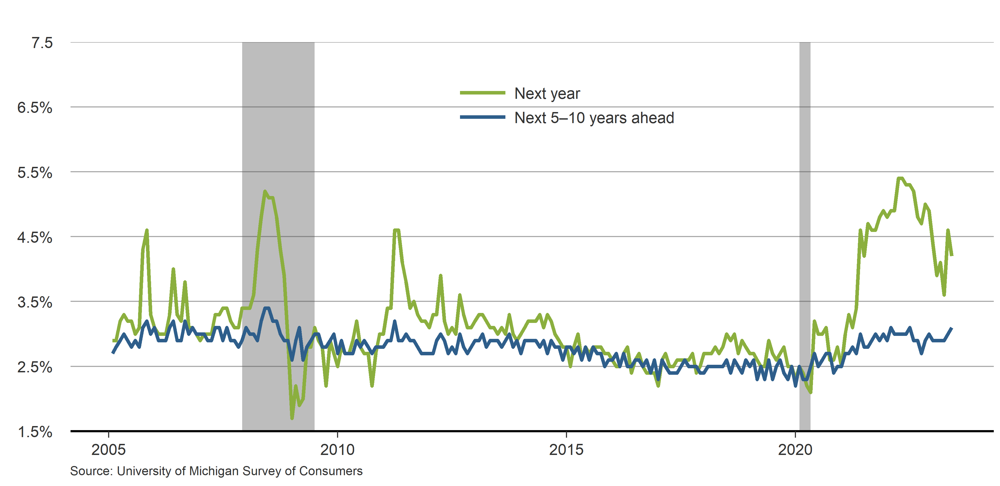 7.5
6.5%
5.5%
4.5%
3.5%
2.5%
1.5%
Next year
Next 5–10 years ahead
2005 2010 2015 2020
Source: University of Michigan Survey of Consumers